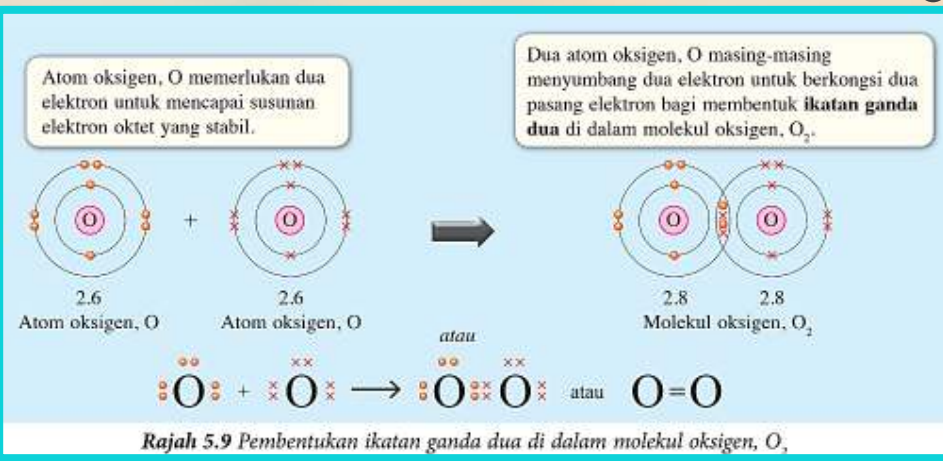 Atom oksigen, O memerlukan dua
elektron untuk mencapai susunan
elektron oktet yang stabil.
Dua atom oksigen, O masing-masing
menyumbang dua elektron untuk berkongsi dua
pasang elektron bagi membentuk ikatan ganda
dua di dalam molekul oksigen, O₂.
O + O O O
2.6 2.6 2.8 2.8
Atom oksigen, O Atom oksigen, O Molekul oksigen, O₂
atau
O + O ⟶ O O atau O=O
Rajah 5.9 Pembentukan ikatan ganda dua di dalam molekul oksigen, O₂